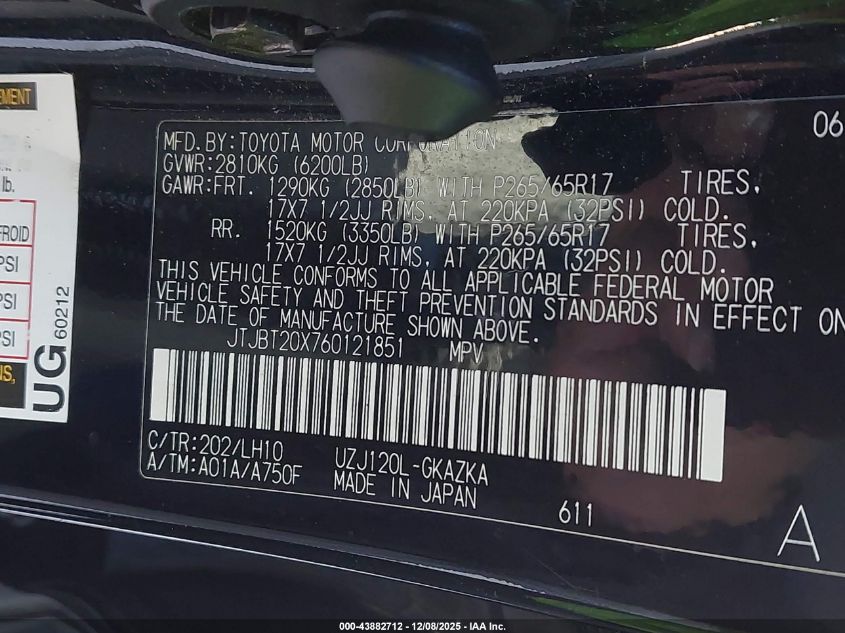 EMENT
lb.
FROID
PSI
PSI
PSI
NS,
UG 60212
06
MFD.BY:TOYOTA MOTOR CORPORATION
GVWR:2810KG (6200LB)
GAWR:FRT. 1290KG (2850LB) WITH P265/65R17 TIRES,
17X7 1/2JJ RIMS, AT 220KPA (32PSI) COLD.
RR. 1520KG (3350LB) WITH P265/65R17 TIRES,
17X7 1/2JJ RIMS, AT 220KPA (32PSI) COLD.
THIS VEHICLE CONFORMS TO ALL APPLICABLE FEDERAL MOTOR
VEHICLE SAFETY AND THEFT PREVENTION STANDARDS IN EFFECT ON
THE DATE OF MANUFACTURE SHOWN ABOVE.
JTJBT20X760121851 MPV
C/TR:202/LH10 UZJ120L-GKAZKA
A/TM:A01A/A750F MADE IN JAPAN
611
A
000-43882712 - 12/08/2025 - IAA Inc.